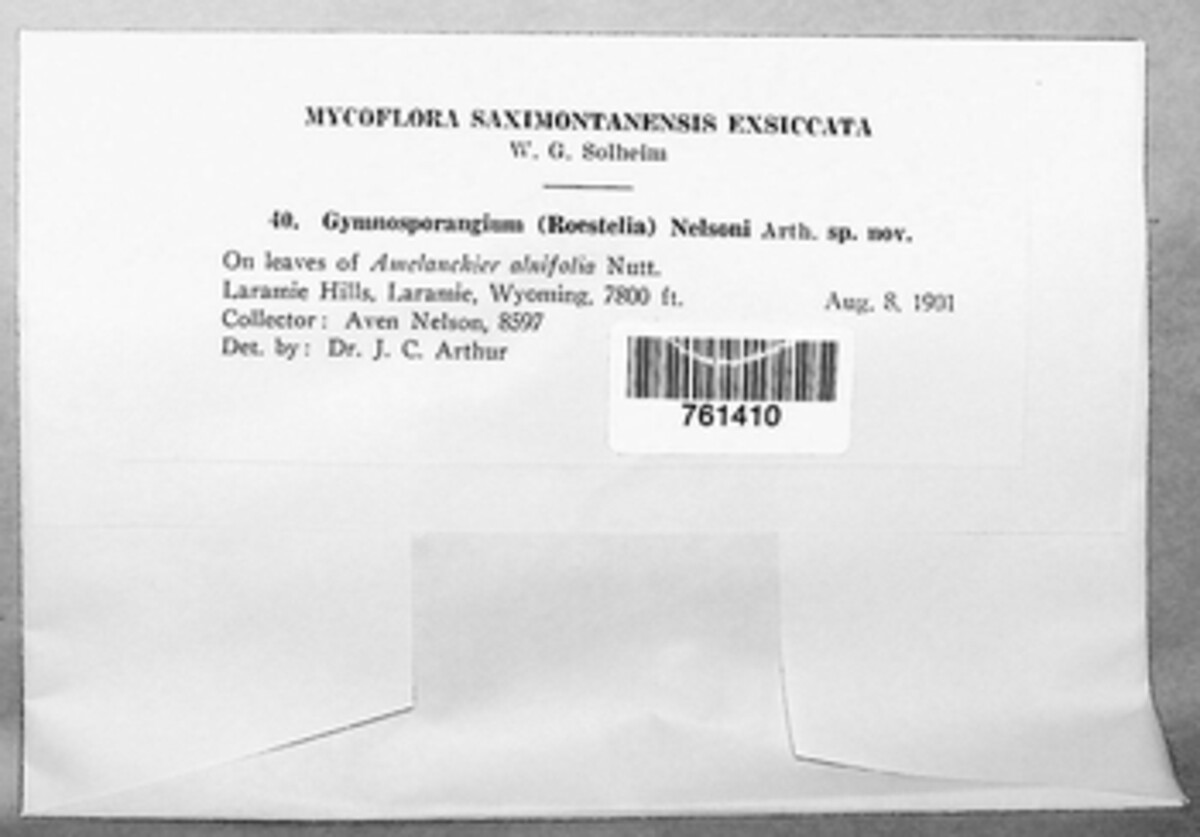 MYCOFLORA SAXIMONTANENSIS EXSICCATA
W. G. Solheim
40. Gymnosporangium (Roestelia) Nelsoni Arth. sp. nov.
On leaves of Amelanchier alnifolia Nutt.
Laramie Hills, Laramie, Wyoming, 7800 ft. Aug. 8, 1901
Collector: Aven Nelson, 8597
Det. by: Dr. J. C. Arthur
761410